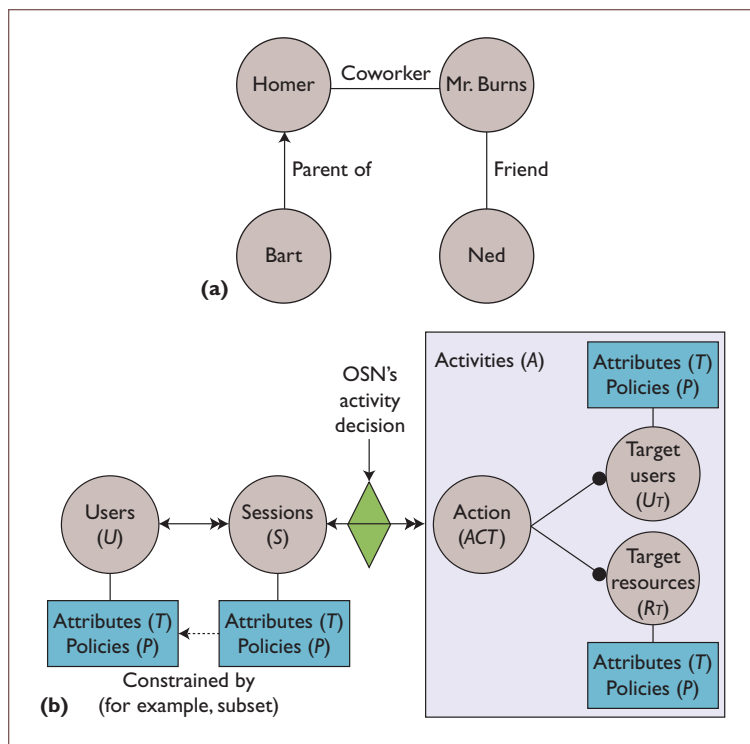 Homer
Coworker
Mr. Burns
Parent of
Friend
Bart
Ned
(a)
OSN's
activity
decision
Activities (A)
Attributes (T)
Policies (P)
Users
(U)
Sessions
(S)
Action
(ACT)
Target
users
(UT)
Target
resources
(RT)
Attributes (T)
Policies (P)
Attributes (T)
Policies (P)
Attributes (T)
Policies (P)
Constrained by
(for example, subset)
(b)